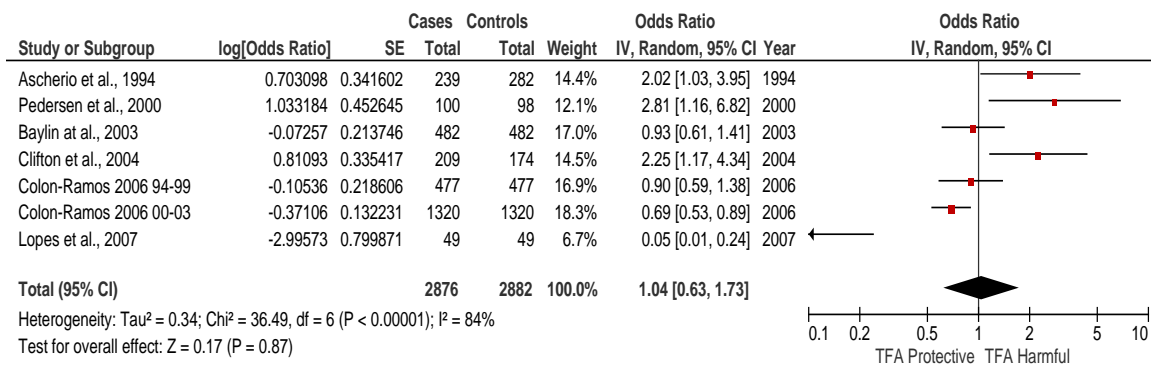 Cases Controls Odds Ratio Odds Ratio
Study or Subgroup log[Odds Ratio] SE Total Total Weight IV, Random, 95% CI Year IV, Random, 95% CI
Ascherio et al., 1994 0.703098 0.341602 239 282 14.4% 2.02 [1.03, 3.95] 1994
Pedersen et al., 2000 1.033184 0.452645 100 98 12.1% 2.81 [1.16, 6.82] 2000
Baylin at al., 2003 -0.07257 0.213746 482 482 17.0% 0.93 [0.61, 1.41] 2003
Clifton et al., 2004 0.81093 0.335417 209 174 14.5% 2.25 [1.17, 4.34] 2004
Colon-Ramos 2006 94-99 -0.10536 0.218606 477 477 16.9% 0.90 [0.59, 1.38] 2006
Colon-Ramos 2006 00-03 -0.37106 0.132231 1320 1320 18.3% 0.69 [0.53, 0.89] 2006
Lopes et al., 2007 -2.99573 0.799871 49 49 6.7% 0.05 [0.01, 0.24] 2007
Total (95% CI) 2876 2882 100.0% 1.04 [0.63, 1.73]
Heterogeneity: Tau² = 0.34; Chi² = 36.49, df = 6 (P < 0.00001); I² = 84%
Test for overall effect: Z = 0.17 (P = 0.87)
0.1 0.2 0.5 1 2 5 10
TFA Protective TFA Harmful